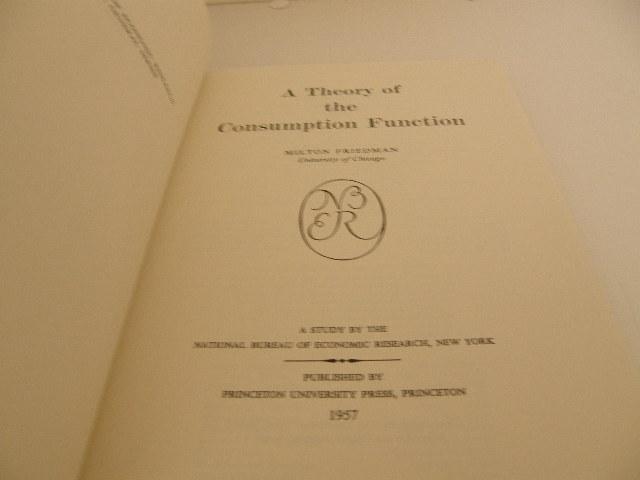 A Theory of
the
Consumption Function
MILTON FRIEDMAN
University of Chicago
NBER
A STUDY BY THE
NATIONAL BUREAU OF ECONOMIC RESEARCH, NEW YORK
PUBLISHED BY
PRINCETON UNIVERSITY PRESS, PRINCETON
1957